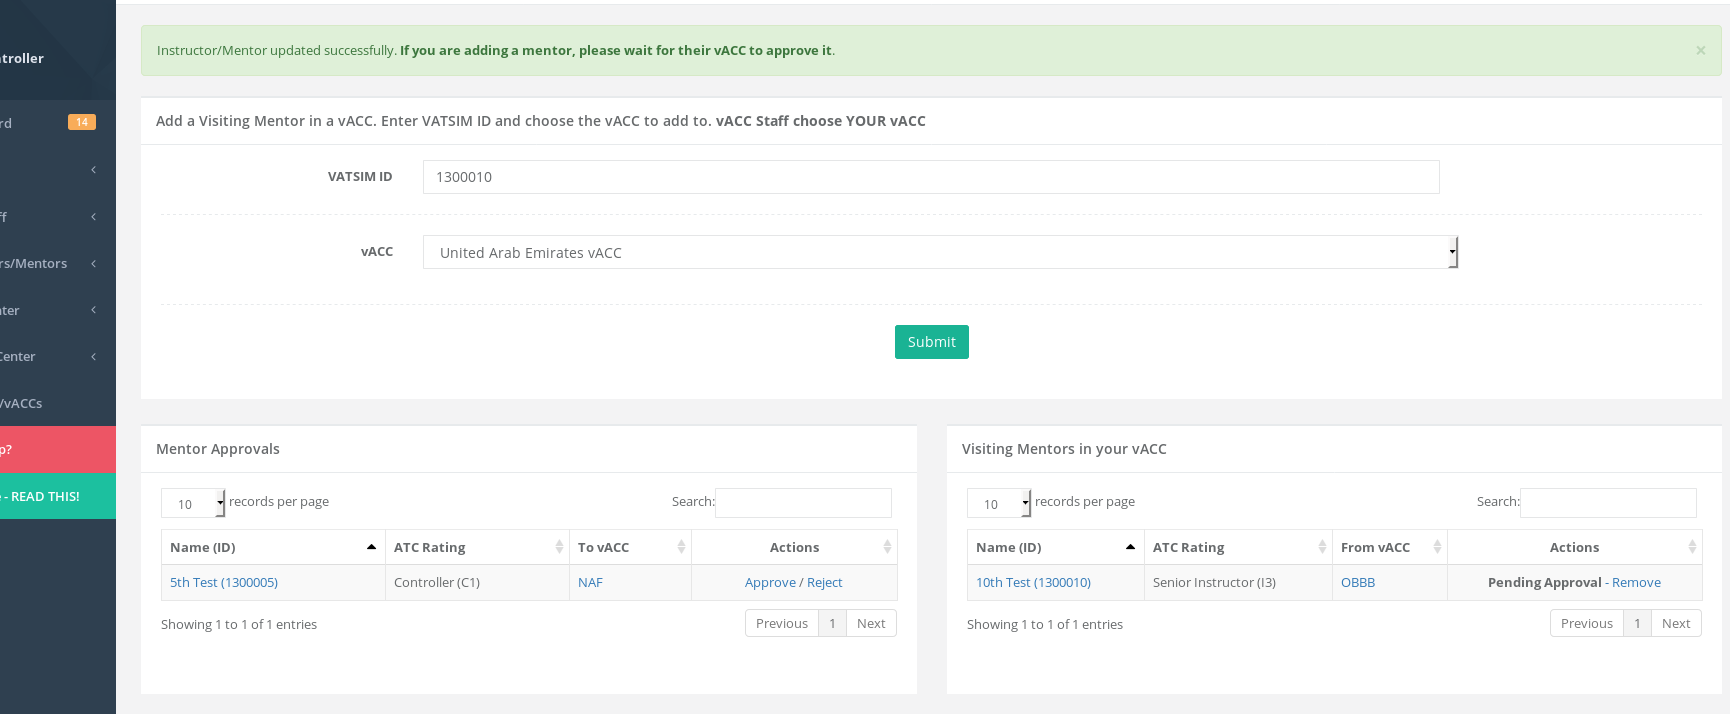 ntroller
rd 14
ff
rs/Mentors
nter
Center
/vACCs
p?
e - READ THIS!
Instructor/Mentor updated successfully. If you are adding a mentor, please wait for their vACC to approve it. ×
Add a Visiting Mentor in a vACC. Enter VATSIM ID and choose the vACC to add to. vACC Staff choose YOUR vACC
VATSIM ID 1300010
vACC United Arab Emirates vACC
Submit
Mentor Approvals
10 records per page Search:
Name (ID) ATC Rating To vACC Actions
5th Test (1300005) Controller (C1) NAF Approve / Reject
Showing 1 to 1 of 1 entries Previous 1 Next
Visiting Mentors in your vACC
10 records per page Search:
Name (ID) ATC Rating From vACC Actions
10th Test (1300010) Senior Instructor (I3) OBBB Pending Approval - Remove
Showing 1 to 1 of 1 entries Previous 1 Next